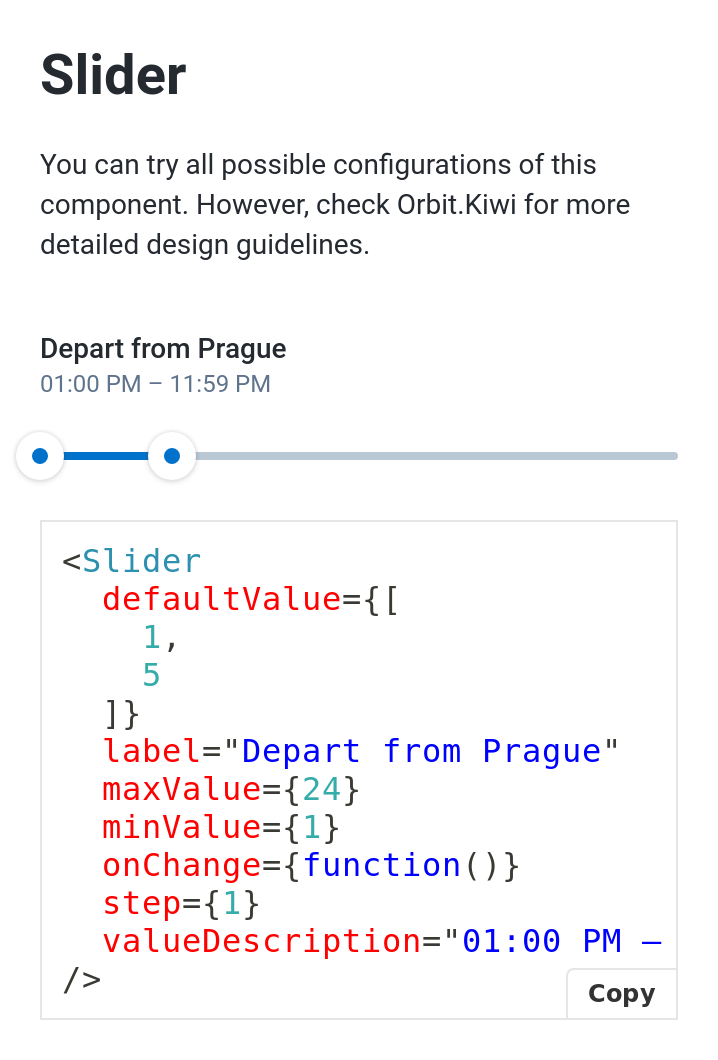 Slider
You can try all possible configurations of this
component. However, check Orbit.Kiwi for more
detailed design guidelines.
Depart from Prague
01:00 PM – 11:59 PM
<Slider
  defaultValue={[
    1,
    5
  ]}
  label="Depart from Prague"
  maxValue={24}
  minValue={1}
  onChange={function()}
  step={1}
  valueDescription="01:00 PM –
/>
Copy